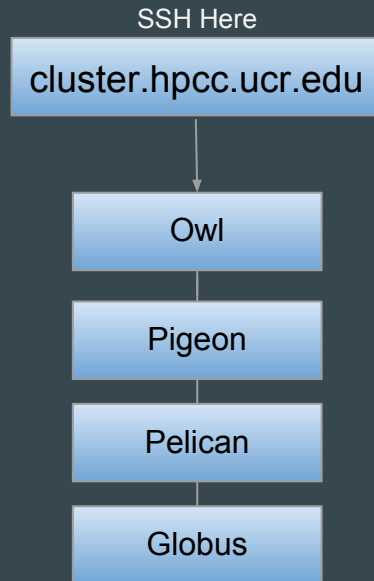 SSH Here
cluster.hpcc.ucr.edu
Owl
Pigeon
Pelican
Globus